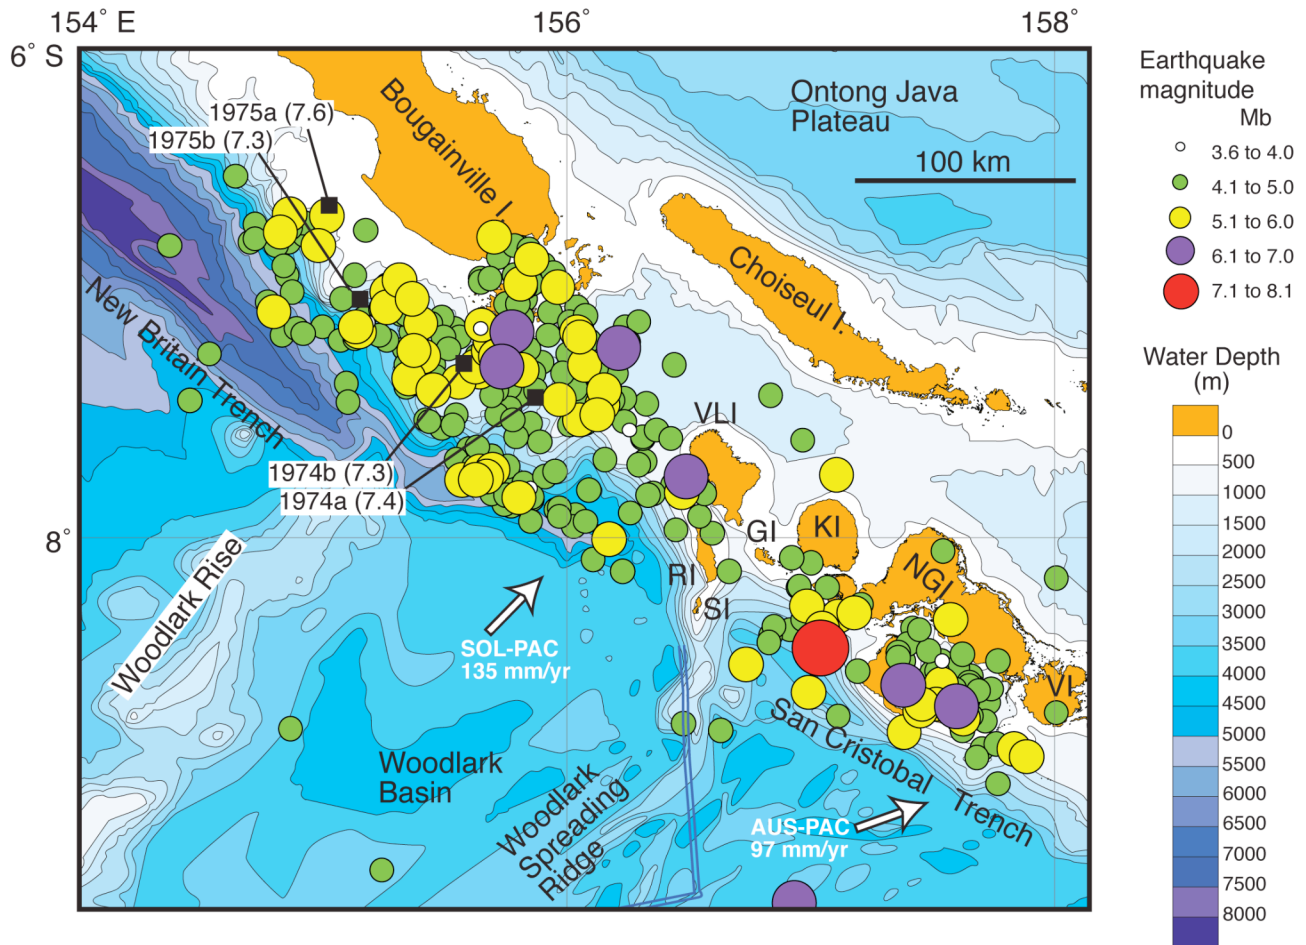 154° E
156°
158°
6° S
8°
1975a (7.6)
1975b (7.3)
Bougainville I.
Ontong Java
Plateau
100 km
Choiseul I.
New Britain Trench
1974b (7.3)
1974a (7.4)
VLI
GI
KI
RI
SI
NGI
VI
Woodlark Rise
SOL-PAC
135 mm/yr
Woodlark
Basin
Woodlark
Spreading
Ridge
San Cristobal Trench
AUS-PAC
97 mm/yr
Earthquake
magnitude
Mb
3.6 to 4.0
4.1 to 5.0
5.1 to 6.0
6.1 to 7.0
7.1 to 8.1
Water Depth
(m)
0
500
1000
1500
2000
2500
3000
3500
4000
4500
5000
5500
6000
6500
7000
7500
8000